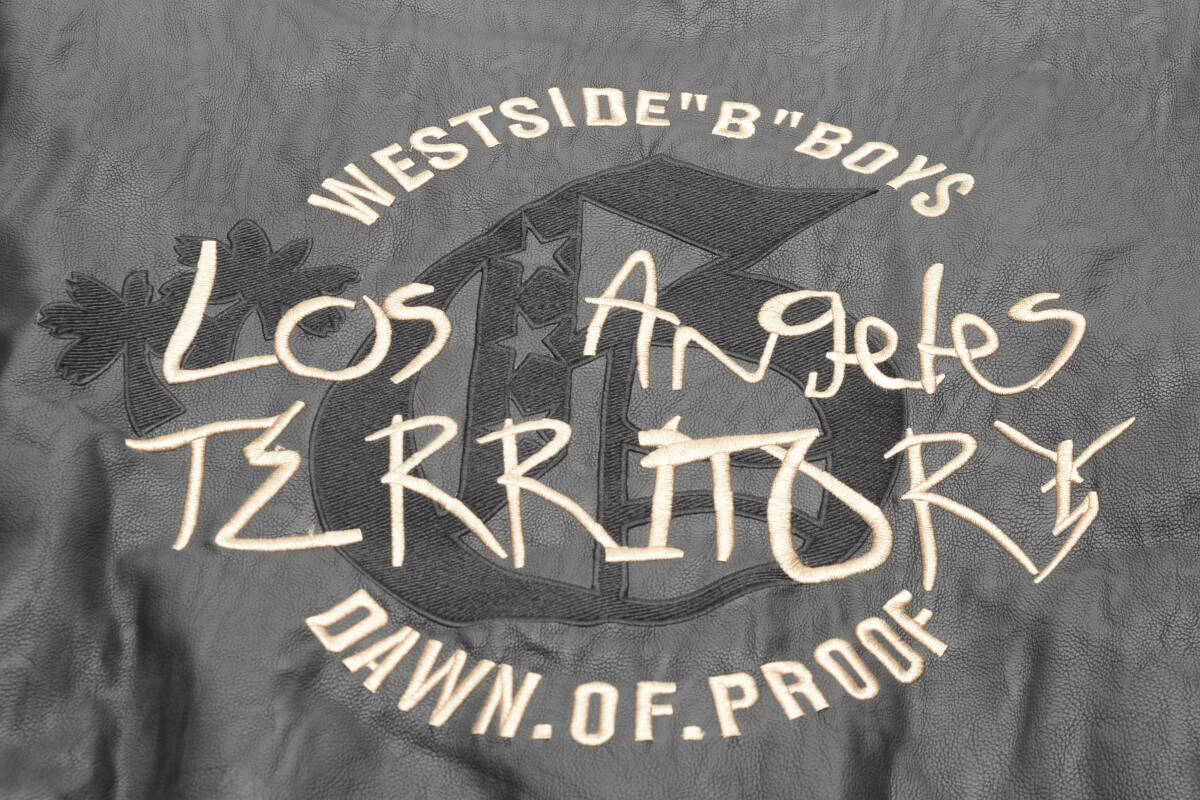 WESTSIDE"B"BOYS
Los Angeles
TERRITORY
DAWN.OF.PROOF